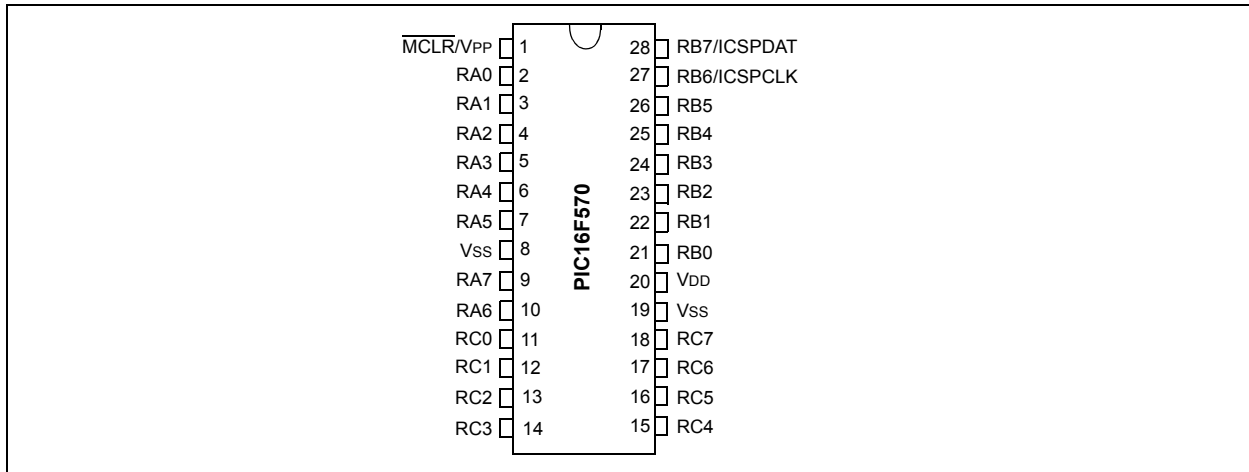 MCLR/VPP 1 28 RB7/ICSPDAT
RA0 2 27 RB6/ICSPCLK
RA1 3 26 RB5
RA2 4 25 RB4
RA3 5 24 RB3
RA4 6 23 RB2
RA5 7 22 RB1
VSS 8 21 RB0
RA7 9 20 VDD
RA6 10 19 VSS
RC0 11 18 RC7
RC1 12 17 RC6
RC2 13 16 RC5
RC3 14 15 RC4
PIC16F570